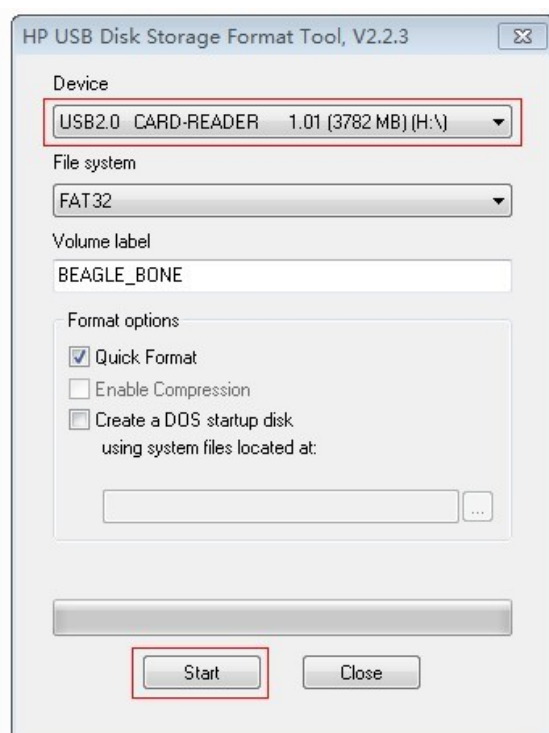 HP USB Disk Storage Format Tool, V2.2.3
Device
USB2.0 CARD-READER 1.01 (3782 MB) (H:\)
File system
FAT32
Volume label
BEAGLE_BONE
Format options
Quick Format
Enable Compression
Create a DOS startup disk
using system files located at:
...
Start
Close